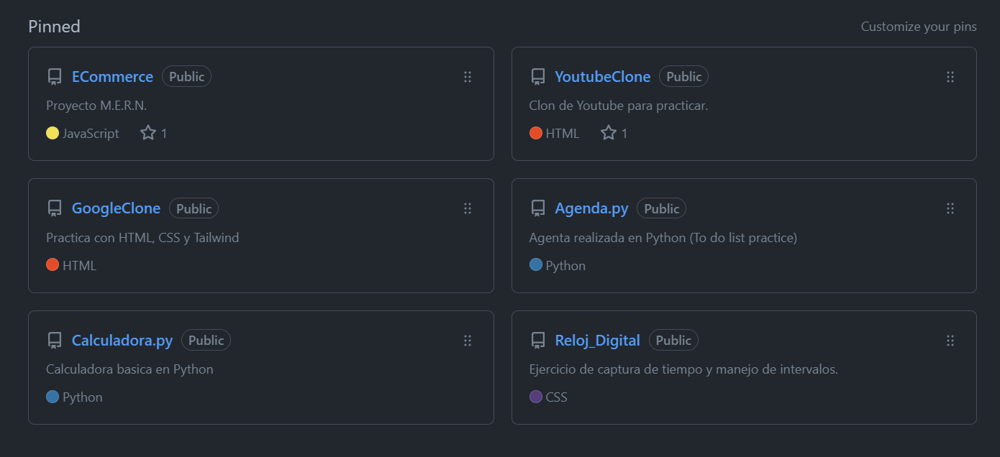 Pinned
Customize your pins
ECommerce Public
Proyecto M.E.R.N.
JavaScript 1
YoutubeClone Public
Clon de Youtube para practicar.
HTML 1
GoogleClone Public
Practica con HTML, CSS y Tailwind
HTML
Agenda.py Public
Agenta realizada en Python (To do list practice)
Python
Calculadora.py Public
Calculadora basica en Python
Python
Reloj_Digital Public
Ejercicio de captura de tiempo y manejo de intervalos.
CSS